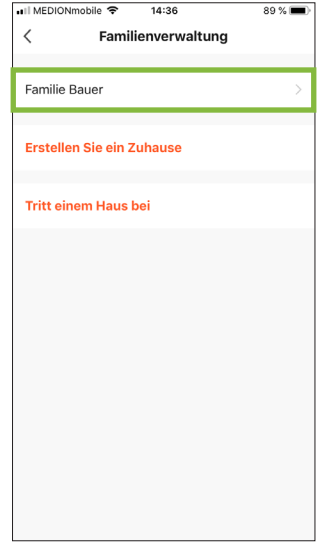 MEDIONmobile 14:36 89 %
Familienverwaltung
Familie Bauer
Erstellen Sie ein Zuhause
Tritt einem Haus bei